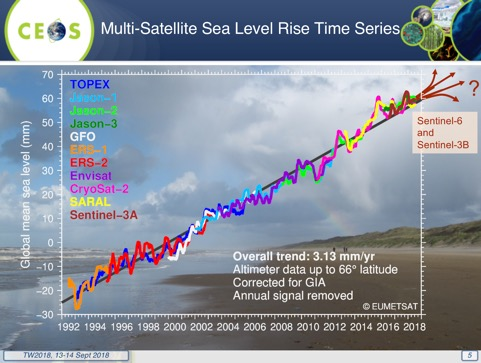 CEOS
Multi-Satellite Sea Level Rise Time Series
70
60
50
40
30
20
10
0
−10
−20
−30
Global mean sea level (mm)
TOPEX
Jason−1
Jason−2
Jason−3
GFO
ERS−1
ERS−2
Envisat
CryoSat−2
SARAL
Sentinel−3A
?
Sentinel-6
and
Sentinel-3B
Overall trend: 3.13 mm/yr
Altimeter data up to 66° latitude
Corrected for GIA
Annual signal removed
© EUMETSAT
1992 1994 1996 1998 2000 2002 2004 2006 2008 2010 2012 2014 2016 2018
TW2018, 13-14 Sept 2018
5